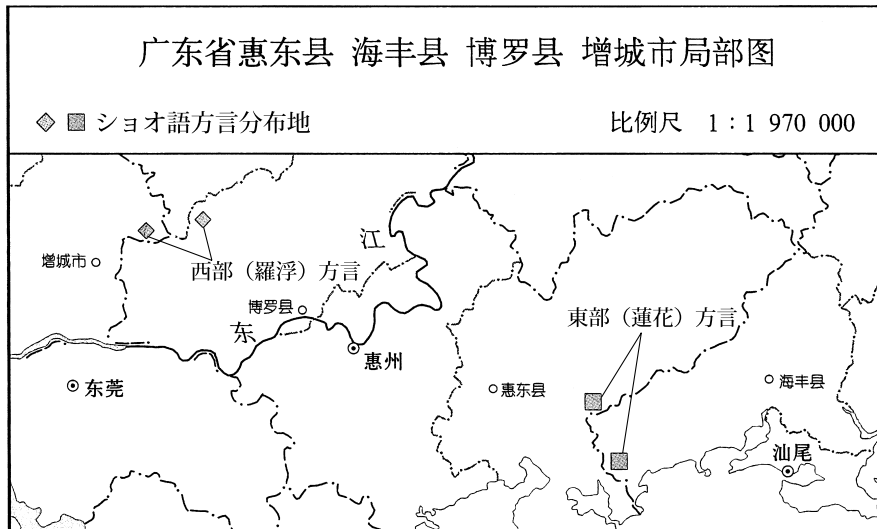 广东省惠东县 海丰县 博罗县 增城市局部图
ショオ語方言分布地
比例尺 1:1 970 000
江
增城市
西部（羅浮）方言
博罗县
东
惠州
東部（蓮花）方言
东莞
惠东县
海丰县
汕尾